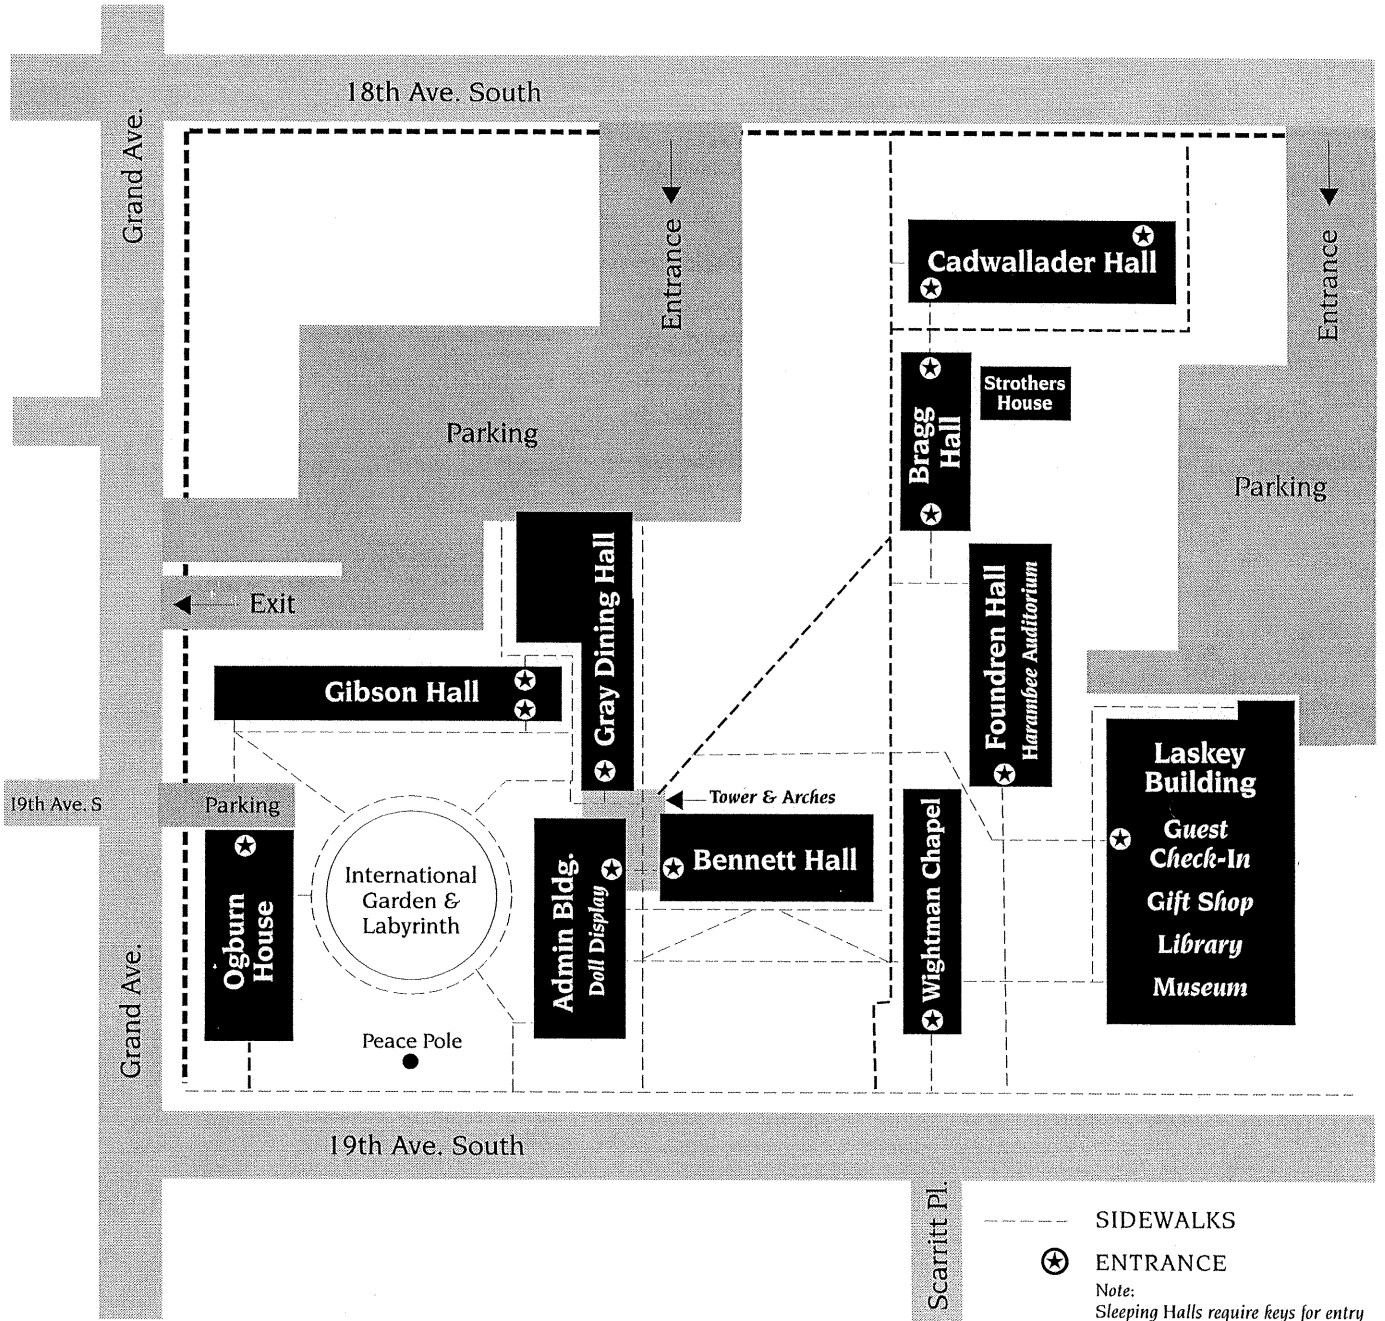 18th Ave. South
Grand Ave.
Entrance
Entrance
Cadwallader Hall
Strothers
House
Bragg
Hall
Parking
Parking
Exit
Gray Dining Hall
Foundren Hall
Harambee Auditorium
Gibson Hall
Laskey
Building
Guest
Check-In
Gift Shop
Library
Museum
19th Ave. S
Parking
Tower & Arches
Wightman Chapel
Bennett Hall
Admin Bldg.
Doll Display
International
Garden &
Labyrinth
Ogburn
House
Grand Ave.
Peace Pole
19th Ave. South
Scarritt Pl.
SIDEWALKS
ENTRANCE
Note:
Sleeping Halls require keys for entry